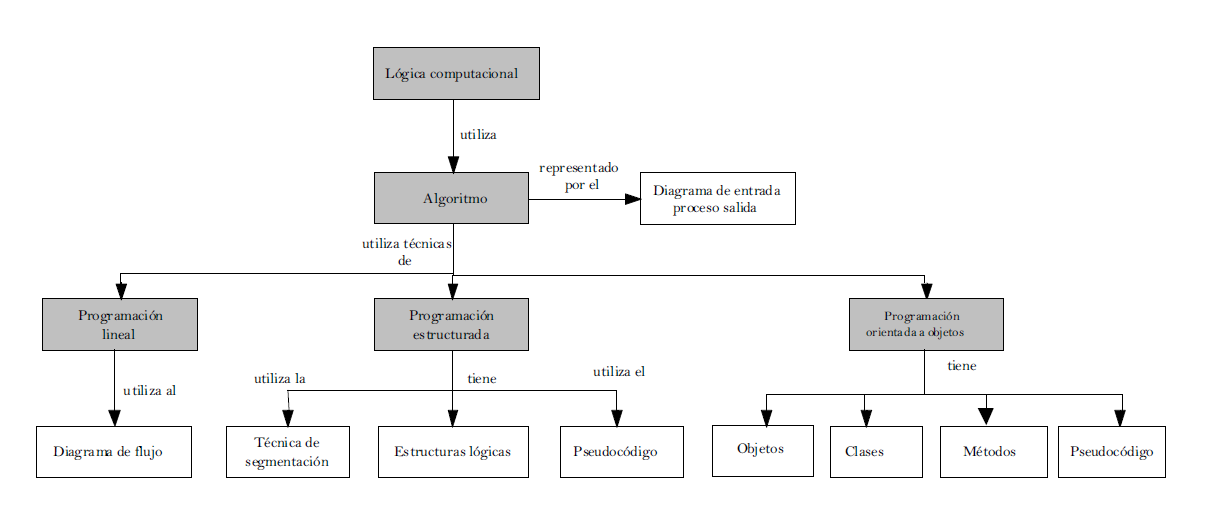 Lógica computacional
utiliza
Algoritmo
representado
por el
Diagrama de entrada
proceso salida
utiliza técnicas
de
Programación
lineal
Programación
estructurada
Programación
orientada a objetos
utiliza al
utiliza la
tiene
utiliza el
tiene
Diagrama de flujo
Técnica de
segmentación
Estructuras lógicas
Pseudocódigo
Objetos
Clases
Métodos
Pseudocódigo